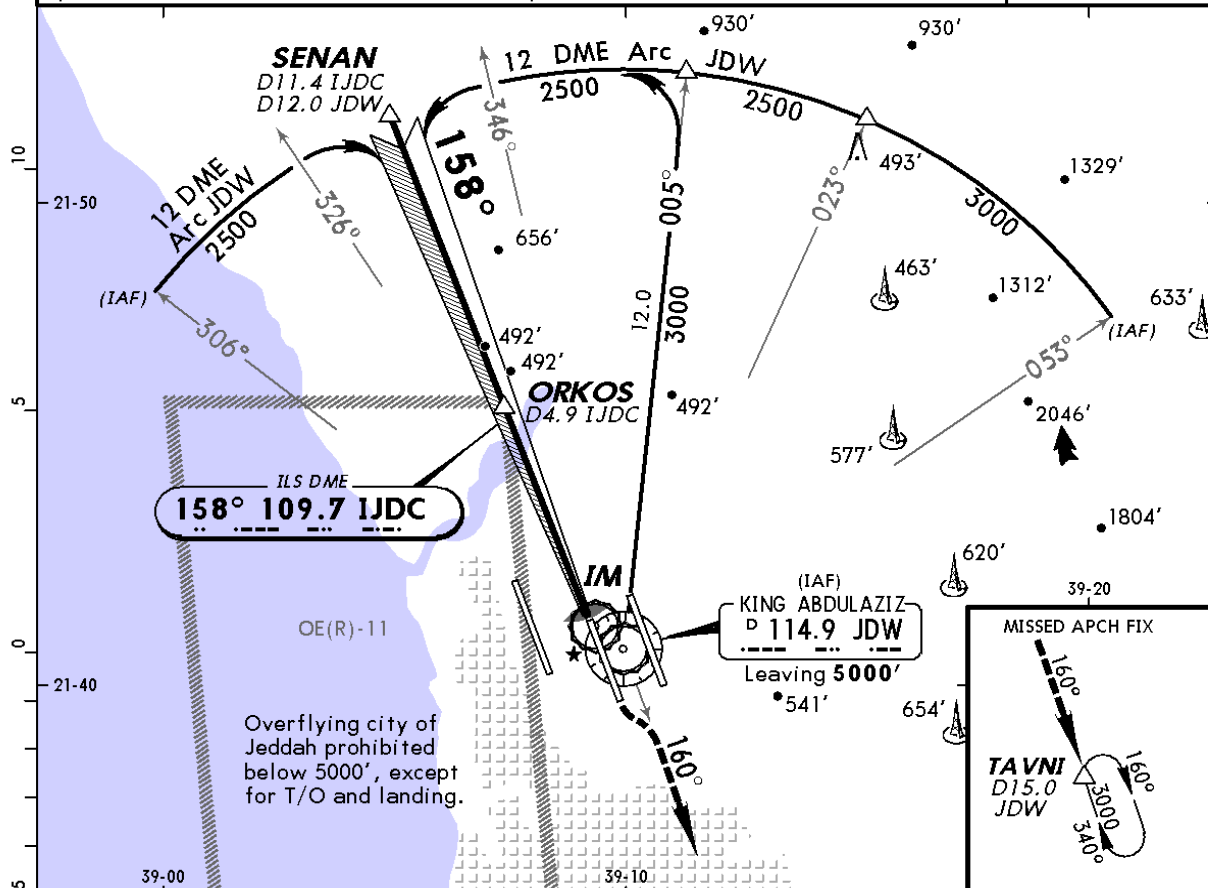 930'
930'
SENAN
D11.4 IJDC
D12.0 JDW
12 DME Arc JDW
2500
2500
346°
158°
10
493'
1329'
21-50
12 DME
Arc JDW
2500
326°
005°
023°
3000
656'
463'
1312'
633'
(IAF)
306°
12.0
3000
(IAF)
053°
492'
492'
ORKOS
D4.9 IJDC
5
492'
2046'
577'
ILS DME
158° 109.7 IJDC
1804'
620'
IM
(IAF)
KING ABDULAZIZ
D 114.9 JDW
Leaving 5000'
39-20
OE(R)-11
MISSED APCH FIX
0
160°
21-40
541'
654'
Overflying city of
Jeddah prohibited
below 5000', except
for T/O and landing.
160°
TAVNI
D15.0
JDW
160°
3000
340°
39-00
39-10
5